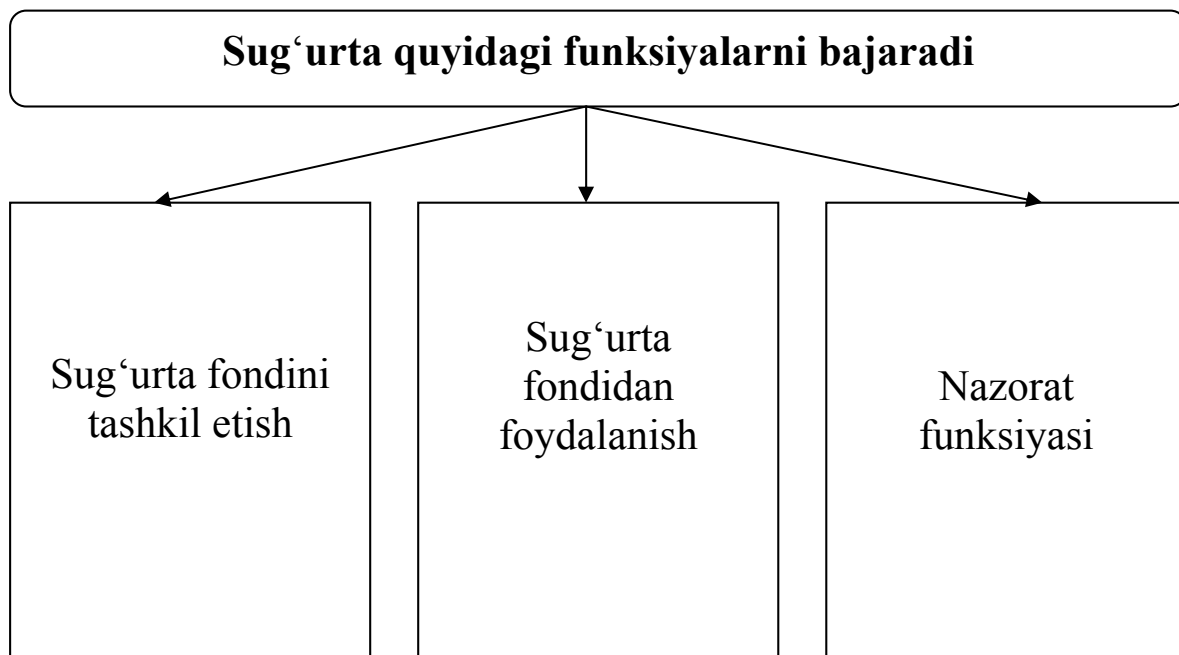 Sug‘urta quyidagi funksiyalarni bajaradi
Sug‘urta fondini
tashkil etish
Sug‘urta
fondidan
foydalanish
Nazorat
funksiyasi